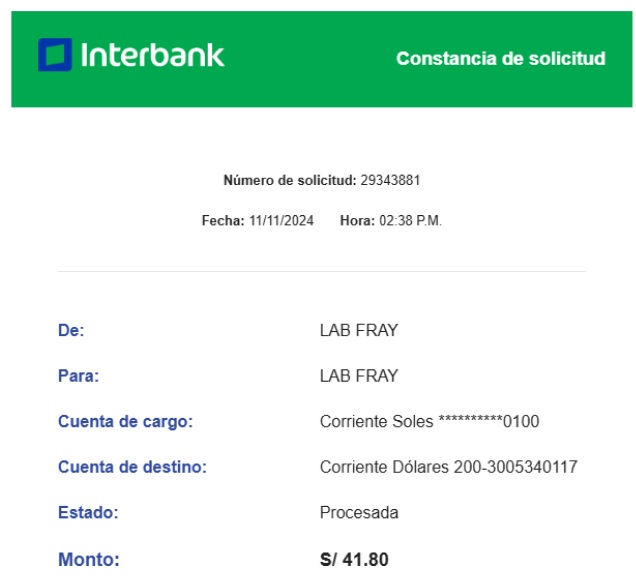 Interbank
Constancia de solicitud
Número de solicitud: 29343881
Fecha: 11/11/2024 Hora: 02:38 P.M.
De: LAB FRAY
Para: LAB FRAY
Cuenta de cargo: Corriente Soles **********0100
Cuenta de destino: Corriente Dólares 200-3005340117
Estado: Procesada
Monto: S/ 41.80